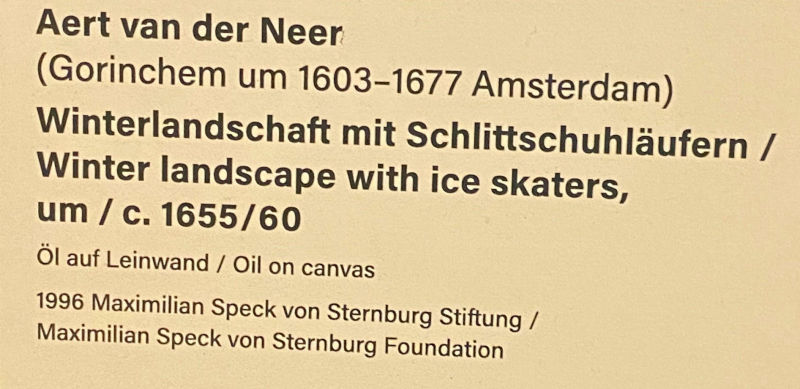 Aert van der Neer
(Gorinchem um 1603–1677 Amsterdam)
Winterlandschaft mit Schlittschuhläufern /
Winter landscape with ice skaters,
um / c. 1655/60
Öl auf Leinwand / Oil on canvas
1996 Maximilian Speck von Sternburg Stiftung /
Maximilian Speck von Sternburg Foundation